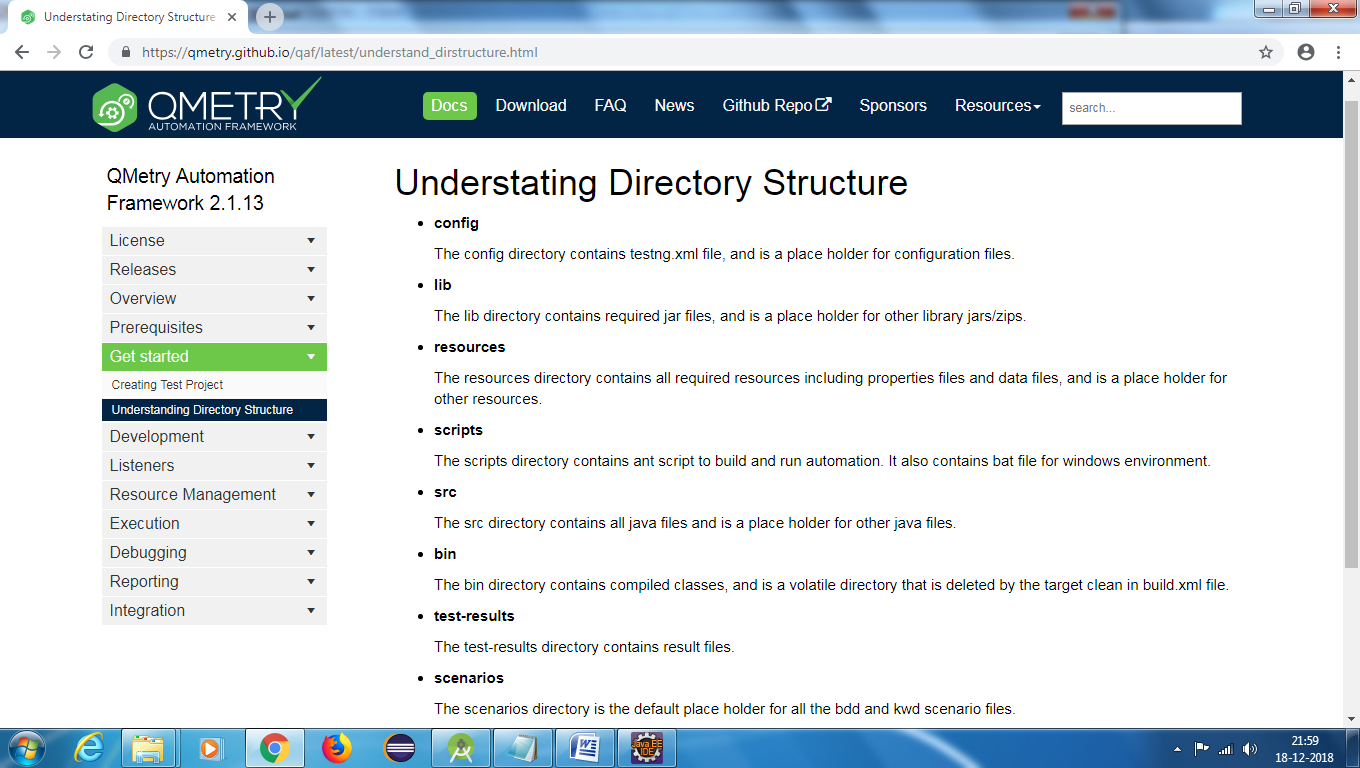 Understating Directory Structure
https://qmetry.github.io/qaf/latest/understand_dirstructure.html
QMETRY
AUTOMATION FRAMEWORK
Docs Download FAQ News Github Repo Sponsors Resources search...
QMetry Automation
Framework 2.1.13
License
Releases
Overview
Prerequisites
Get started
Creating Test Project
Understanding Directory Structure
Development
Listeners
Resource Management
Execution
Debugging
Reporting
Integration
Understating Directory Structure
• config
The config directory contains testng.xml file, and is a place holder for configuration files.
• lib
The lib directory contains required jar files, and is a place holder for other library jars/zips.
• resources
The resources directory contains all required resources including properties files and data files, and is a place holder for
other resources.
• scripts
The scripts directory contains ant script to build and run automation. It also contains bat file for windows environment.
• src
The src directory contains all java files and is a place holder for other java files.
• bin
The bin directory contains compiled classes, and is a volatile directory that is deleted by the target clean in build.xml file.
• test-results
The test-results directory contains result files.
• scenarios
The scenarios directory is the default place holder for all the bdd and kwd scenario files.
Java EE
IDE
21:59
18-12-2018